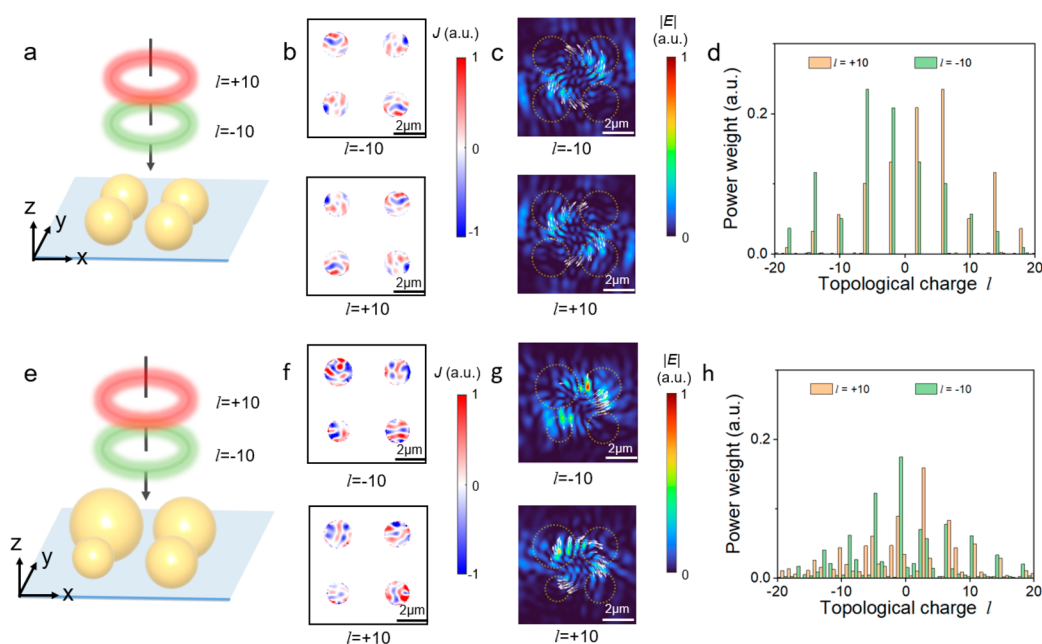 a
l=+10
l=-10
z
y
x
b
J (a.u.)
1
0
-1
2μm
l=-10
2μm
l=+10
c
|E|
(a.u.)
1
0
2μm
l=-10
2μm
l=+10
d
Power weight (a.u.)
0.2
0.0
l = +10
l = -10
-20
-10
0
10
20
Topological charge l
e
l=+10
l=-10
z
y
x
f
J (a.u.)
1
0
-1
2μm
l=-10
2μm
l=+10
g
|E|
(a.u.)
1
0
2μm
l=-10
2μm
l=+10
h
Power weight (a.u.)
0.2
0.0
l = +10
l = -10
-20
-10
0
10
20
Topological charge l